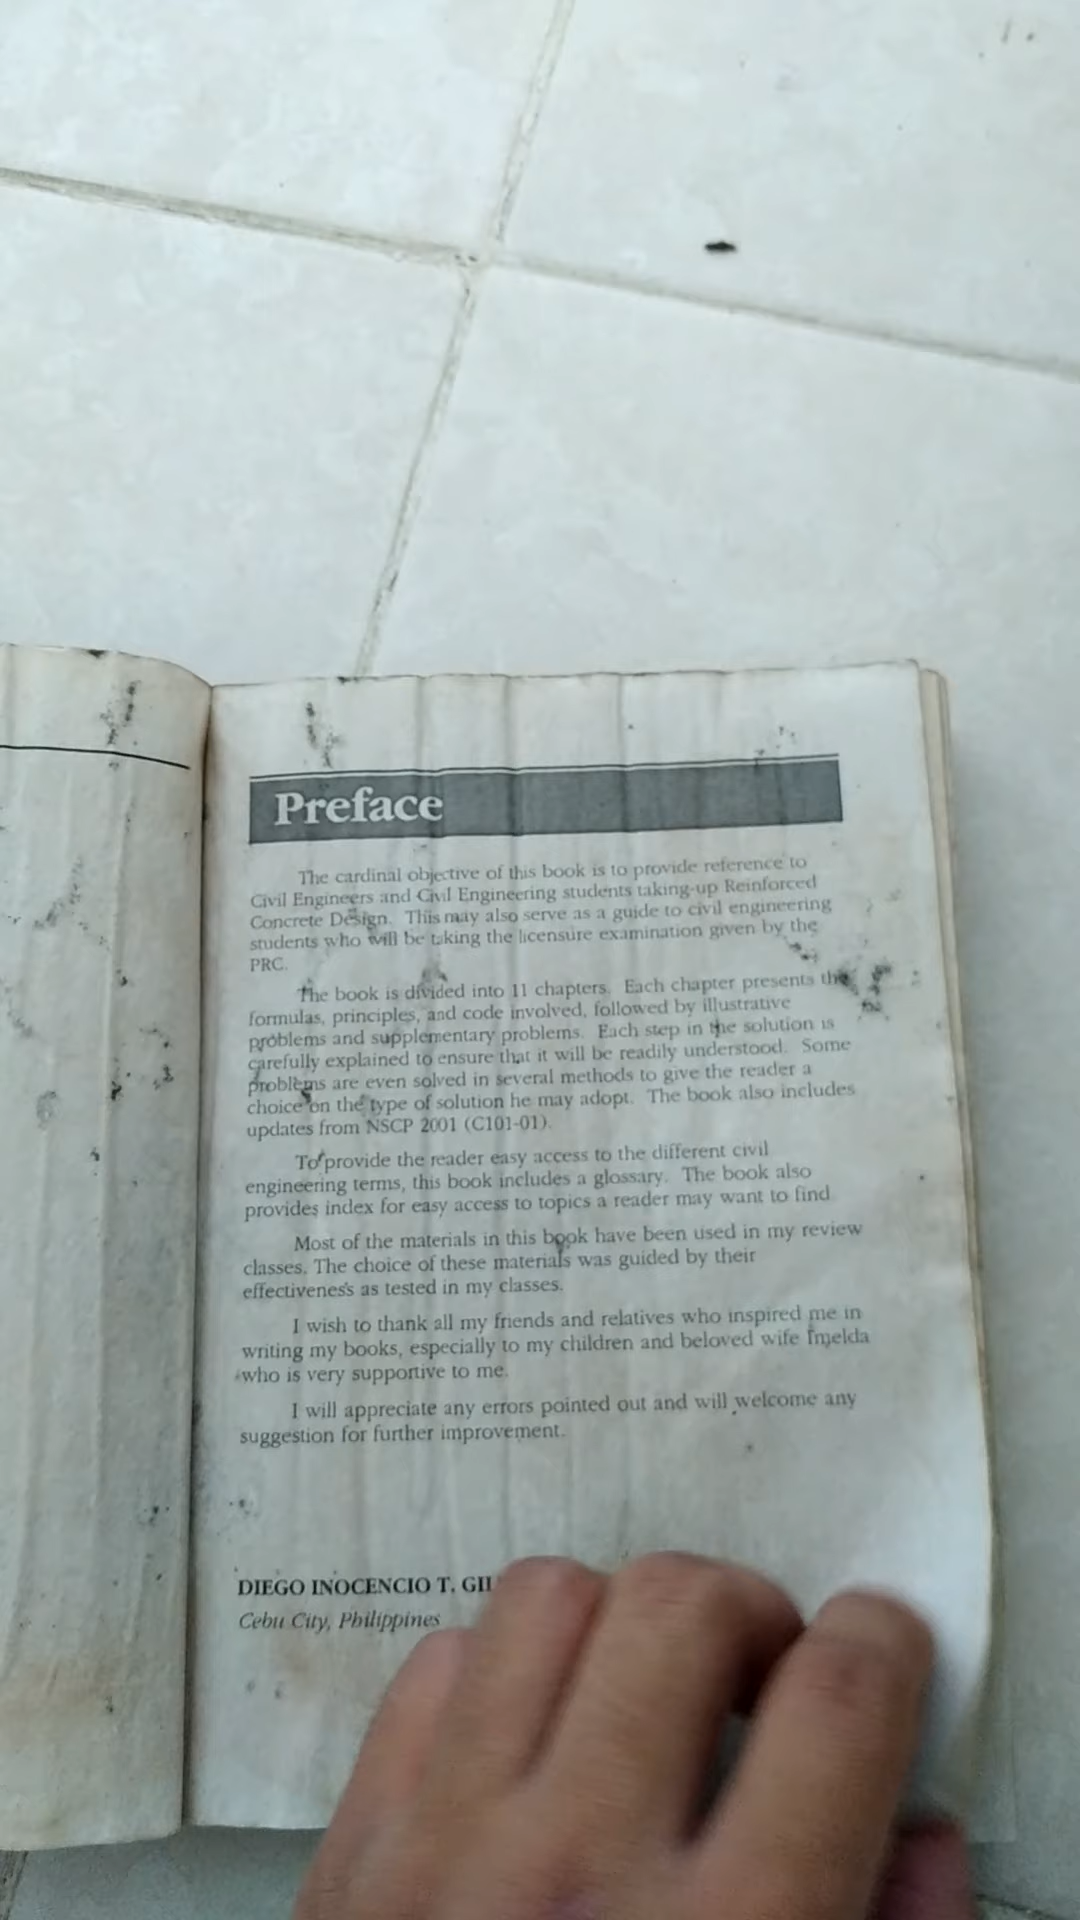 Preface
The cardinal objective of this book is to provide reference to
Civil Engineers and Civil Engineering students taking-up Reinforced
Concrete Design. This may also serve as a guide to civil engineering
students who will be taking the licensure examination given by the
PRC.
The book is divided into 11 chapters. Each chapter presents the
formulas, principles, and code involved, followed by illustrative
problems and supplementary problems. Each step in the solution is
carefully explained to ensure that it will be readily understood. Some
problems are even solved in several methods to give the reader a
choice on the type of solution he may adopt. The book also includes
updates from NSCP 2001 (C101-01).
To provide the reader easy access to the different civil
engineering terms, this book includes a glossary. The book also
provides index for easy access to topics a reader may want to find
Most of the materials in this book have been used in my review
classes. The choice of these materials was guided by their
effectiveness as tested in my classes.
I wish to thank all my friends and relatives who inspired me in
writing my books, especially to my children and beloved wife Imelda
who is very supportive to me.
I will appreciate any errors pointed out and will welcome any
suggestion for further improvement.
DIEGO INOCENCIO T.
Cebu City, Philippines